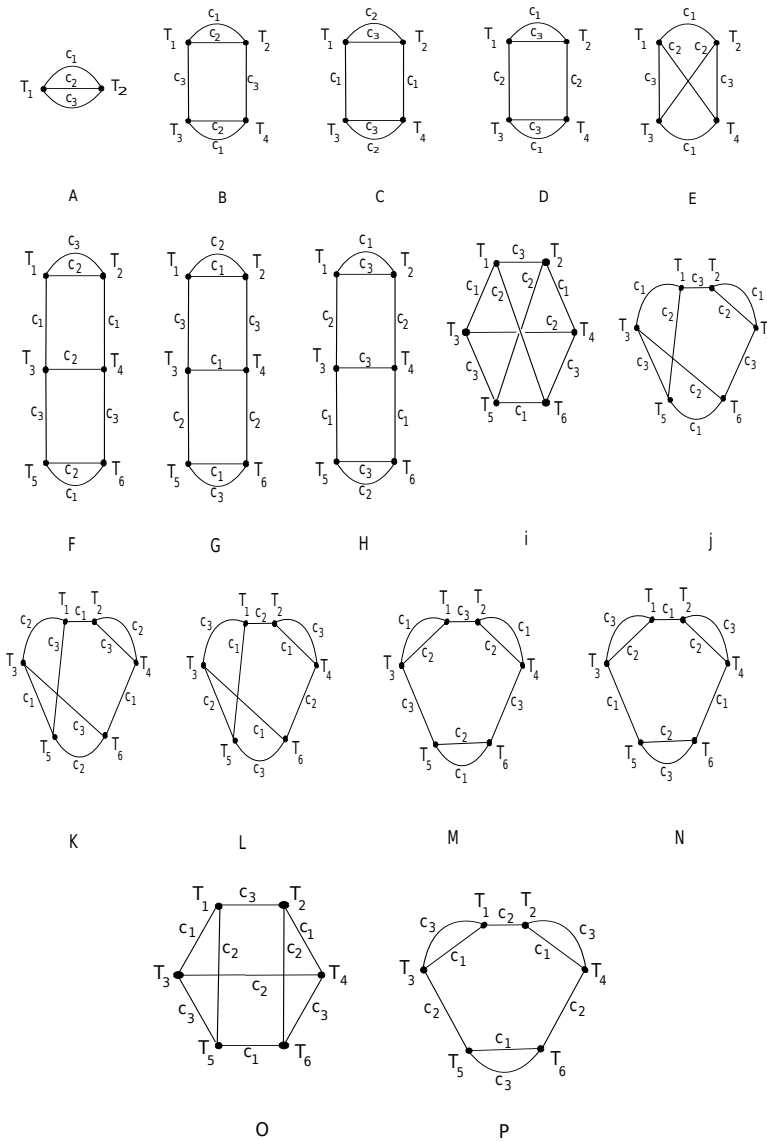 c1
T1 c2 T2
c3
A
c1
T1 c2 T2
c3 c3
T3 c2 T4
c1
B
c2
T1 c3 T2
c1 c1
T3 c3 T4
c2
C
c1
T1 c3 T2
c2 c2
T3 c3 T4
c1
D
c1
T1 c2 c2 T2
c3 c3
T3 T4
c1
E
c3
T1 c2 T2
c1 c1
T3 c2 T4
c3 c3
T5 c2 T6
c1
F
c2
T1 c1 T2
c3 c3
T3 c1 T4
c2 c2
T5 c1 T6
c3
G
c1
T1 c3 T2
c2 c2
T3 c3 T4
c1 c1
T5 c3 T6
c2
H
T1 c3 T2
c1 c2 c2 c1
T3 c2 T4
c3 c3
T5 c1 T6
i
T1 c3 T2
c1 c2 c2 c1
T3 T
c3 c2 c3
T5 c1 T6
j
T1 c1 T2
c2 c3 c3 c2
T3 T4
c1 c3 c1
T5 c2 T6
K
T1 c2 T2
c3 c1 c1 c3
T3 T4
c2 c1 c2
T5 c3 T6
L
T1 c3 T2
c1 c2 c2 c1
T3 T4
c3 c3
T5 c2 T6
c1
M
T1 c1 T2
c3 c2 c2 c3
T3 T4
c1 c1
T5 c2 T6
c3
N
T1 c3 T2
c1 c2 c2 c1
T3 c2 T4
c3 c3
T5 c1 T6
O
T1 c2 T2
c3 c1 c1 c3
T3 T4
c2 c2
T5 c1 T6
c3
P